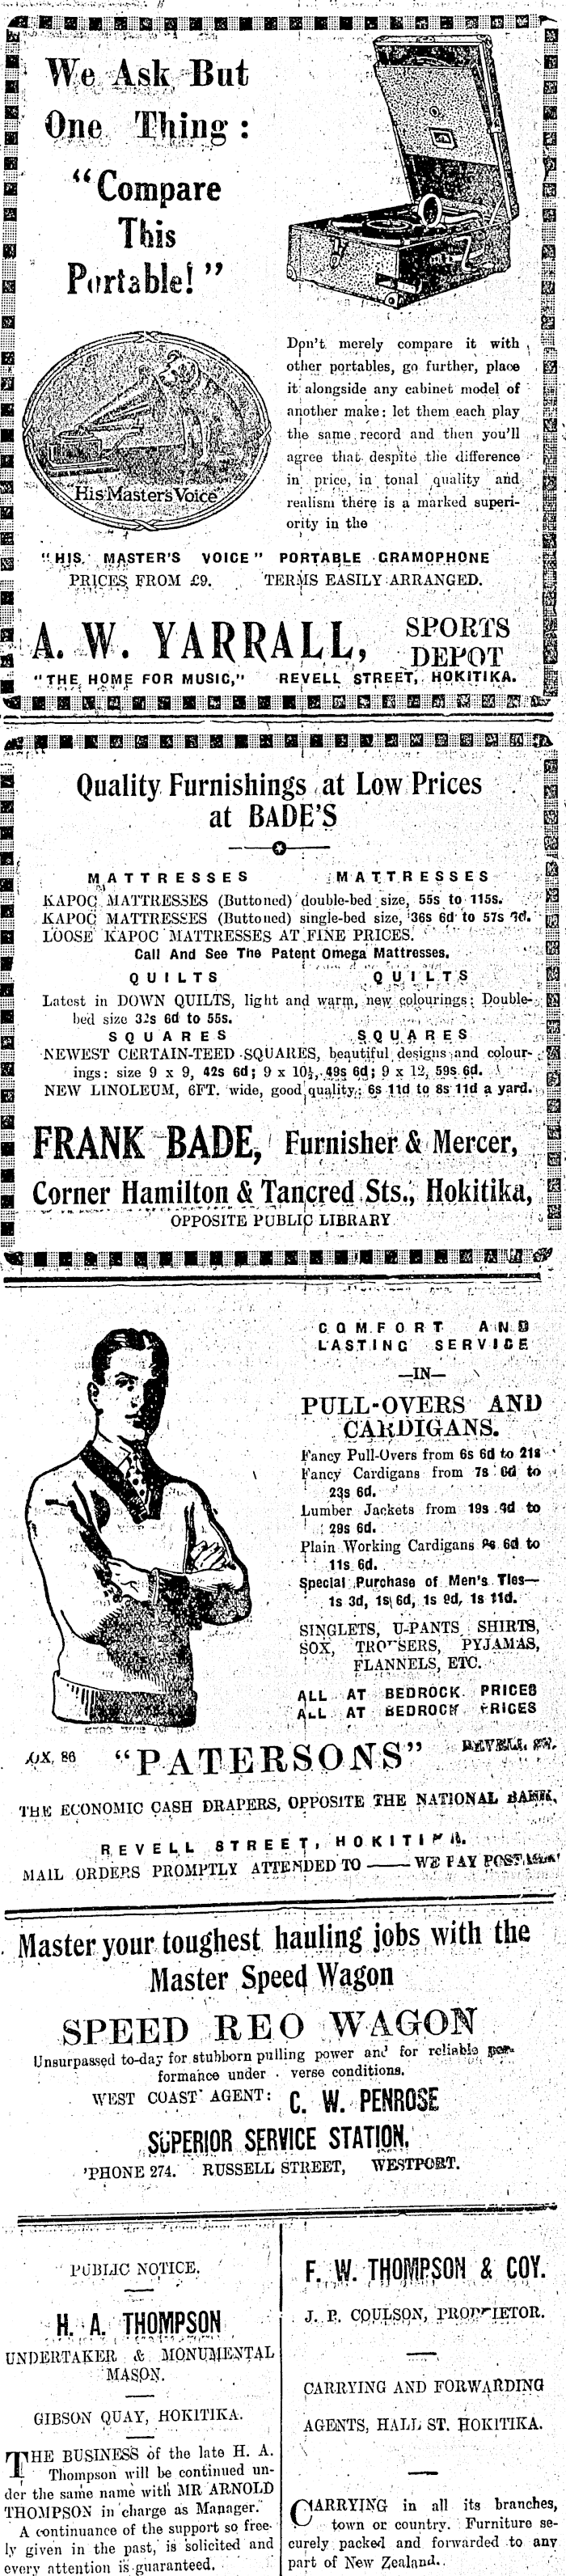 We Ask But
One Thing:
"Compare
This
Portable!"
Don't merely compare it with
other portables, go further, place
it alongside any cabinet model of
another make: let them each play
the same record and then you'll
agree that despite the difference
in price, in tonal quality and
realism there is a marked superi-
ority in the
"His Master's Voice"
"HIS MASTER'S VOICE" PORTABLE GRAMOPHONE
PRICES FROM £9. TERMS EASILY ARRANGED.
A. W. YARRALL, SPORTS
DEPOT
"THE HOME FOR MUSIC," REVELL STREET, HOKITIKA.
Quality Furnishings at Low Prices
at BADE'S
MATTRESSES MATTRESSES
KAPOC MATTRESSES (Buttoned) double-bed size, 55s to 115s.
KAPOC MATTRESSES (Buttoned) single-bed size, 36s 6d to 57s
LOOSE KAPOC MATTRESSES AT FINE PRICES.
Call And See The Patent Omega Mattresses.
QUILTS QUILTS
Latest in DOWN QUILTS, light and warm, new colourings: Double-
bed size 32s 6d to 55s.
SQUARES SQUARES
NEWEST CERTAIN-TEED SQUARES, beautiful designs and colour-
ings: size 9 x 9, 42s 6d; 9 x 10½, 49s 6d; 9 x 12, 59s 6d.
NEW LINOLEUM, 6FT. wide, good quality: 6s 11d to 8s 11d a yard.
FRANK BADE, Furnisher & Mercer,
Corner Hamilton & Tancred Sts., Hokitika,
OPPOSITE PUBLIC LIBRARY
COMFORT AND
LASTING SERVICE
—IN—
PULL-OVERS AND
CARDIGANS.
Fancy Pull-Overs from 6s 6d to 21s
Fancy Cardigans from 7s 6d to
23s 6d.
Lumber Jackets from 19s 9d to
29s 6d.
Plain Working Cardigans 6d to
11s 6d.
Special Purchase of Men's Ties—
1s 3d, 1s 6d, 1s 9d, 1s 11d.
SINGLETS, U-PANTS SHIRTS,
SOX, TROUSERS, PYJAMAS,
FLANNELS, ETC.
ALL AT BEDROCK PRICES
ALL AT BEDROCK PRICES
86 "PATERSONS" REVELL ST.
THE ECONOMIC CASH DRAPERS, OPPOSITE THE NATIONAL BANK,
REVELL STREET, HOKITIKA.
MAIL ORDERS PROMPTLY ATTENDED TO —— WE PAY POSTAGE
Master your toughest hauling jobs with the
Master Speed Wagon
SPEED REO WAGON
Unsurpassed to-day for stubborn pulling power and for reliable per-
formance under verse conditions.
WEST COAST AGENT: C. W. PENROSE
SUPERIOR SERVICE STATION,
'PHONE 274. RUSSELL STREET, WESTPORT.
PUBLIC NOTICE.
H. A. THOMPSON
UNDERTAKER & MONUMENTAL
MASON.
GIBSON QUAY, HOKITIKA.
THE BUSINESS of the late H. A.
Thompson will be continued un-
der the same name with MR ARNOLD
THOMPSON in charge as Manager.
A continuance of the support so free-
ly given in the past, is solicited and
every attention is guaranteed.
F. W. THOMPSON & COY.
J. P. COULSON, PROPRIETOR.
CARRYING AND FORWARDING
AGENTS, HALL ST. HOKITIKA.
CARRYING in all its branches,
town or country. Furniture se-
curely packed and forwarded to any
part of New Zealand.